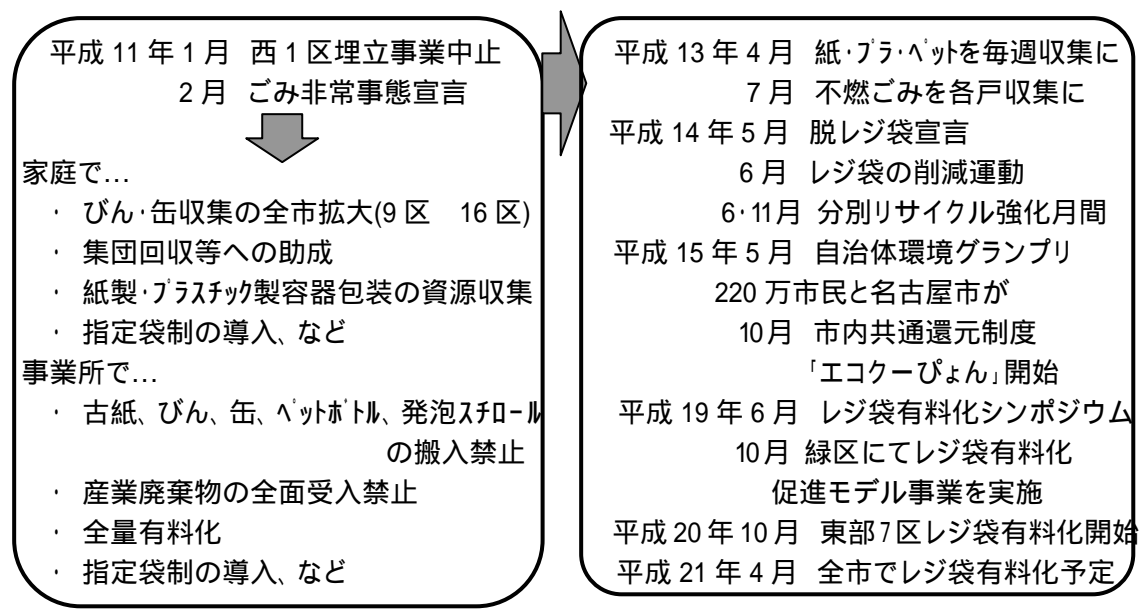 平成 11 年 1 月 西 1 区埋立事業中止
2 月 ごみ非常事態宣言
家庭で…
・ びん・缶収集の全市拡大(9 区 16 区)
・ 集団回収等への助成
・ 紙製・プラスチック製容器包装の資源収集
・ 指定袋制の導入、など
事業所で…
・ 古紙、びん、缶、ペットボトル、発泡スチロール
の搬入禁止
・ 産業廃棄物の全面受入禁止
・ 全量有料化
・ 指定袋制の導入、など
平成 13 年 4 月 紙・プラ・ペットを毎週収集に
7 月 不燃ごみを各戸収集に
平成 14 年 5 月 脱レジ袋宣言
6 月 レジ袋の削減運動
6・11月 分別リサイクル強化月間
平成 15 年 5 月 自治体環境グランプリ
220 万市民と名古屋市が
10月 市内共通還元制度
「エコクーぴょん」開始
平成 19 年 6 月 レジ袋有料化シンポジウム
10月 緑区にてレジ袋有料化
促進モデル事業を実施
平成 20 年 10 月 東部7区レジ袋有料化開始
平成 21 年 4 月 全市でレジ袋有料化予定